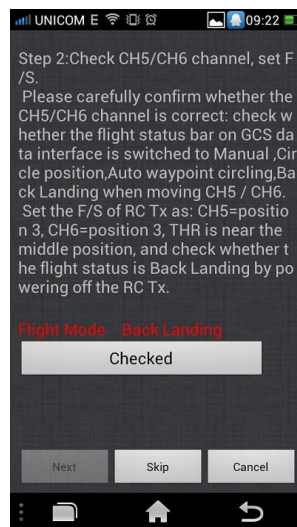 UNICOM E 09:22
Step 2:Check CH5/CH6 channel, set F
/S.
Please carefully confirm whether the
CH5/CH6 channel is correct: check w
hether the flight status bar on GCS da
ta interface is switched to Manual ,Cir
cle position,Auto waypoint circling,Ba
ck Landing when moving CH5 / CH6.
Set the F/S of RC Tx as: CH5=positio
n 3, CH6=position 3, THR is near the
middle position, and check whether t
he flight status is Back Landing by po
wering off the RC Tx.
Flight Mode Back Landing
Checked
Next Skip Cancel